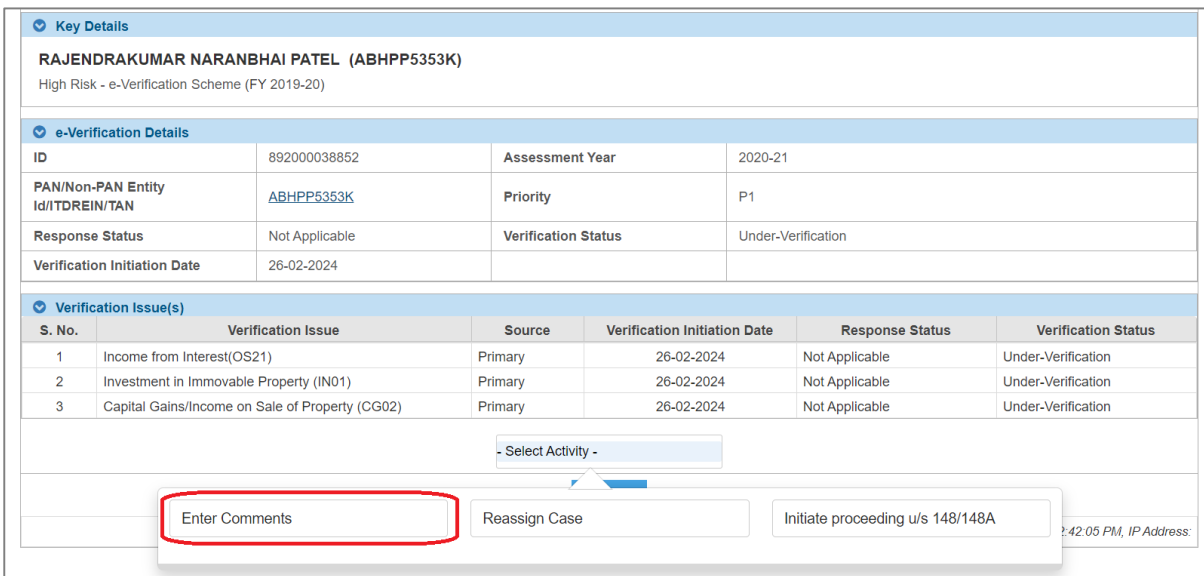 Key Details
RAJENDRAKUMAR NARANBHAI PATEL (ABHPP5353K)
High Risk - e-Verification Scheme (FY 2019-20)
e-Verification Details
ID 892000038852 Assessment Year 2020-21
PAN/Non-PAN Entity
Id/ITDREIN/TAN ABHPP5353K Priority P1
Response Status Not Applicable Verification Status Under-Verification
Verification Initiation Date 26-02-2024
Verification Issue(s)
S. No. Verification Issue Source Verification Initiation Date Response Status Verification Status
1 Income from Interest(OS21) Primary 26-02-2024 Not Applicable Under-Verification
2 Investment in Immovable Property (IN01) Primary 26-02-2024 Not Applicable Under-Verification
3 Capital Gains/Income on Sale of Property (CG02) Primary 26-02-2024 Not Applicable Under-Verification
- Select Activity -
Enter Comments Reassign Case Initiate proceeding u/s 148/148A
:42:05 PM, IP Address: